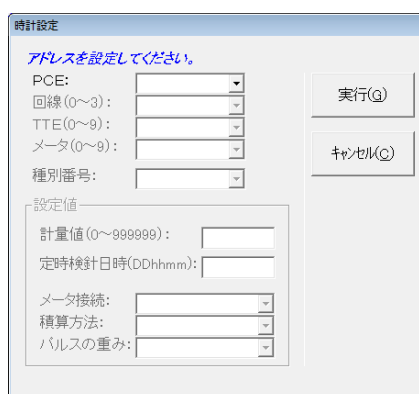 時計設定
アドレスを設定してください。
PCE:
回線(0～3):
TTE(0～9):
メータ(0～9):
種別番号:
設定値
計量値(0～999999):
定時検針日時(DDhhmm):
メータ接続:
積算方法:
パルスの重み:
実行(G)
キャンセル(C)